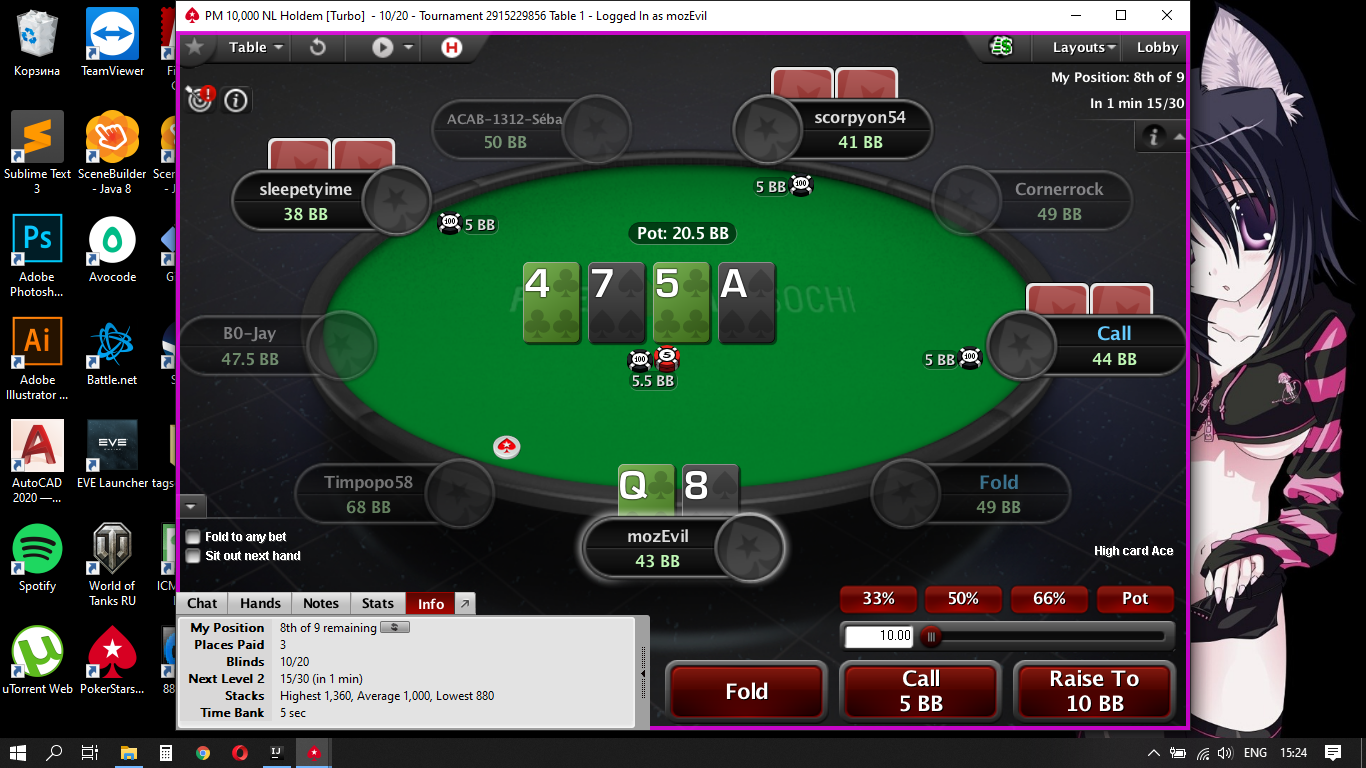 PM 10,000 NL Holdem [Turbo] - 10/20 - Tournament 2915229856 Table 1 - Logged In as mozEvil
Table
H
Layouts
Lobby
My Position: 8th of 9
In 1 min 15/30
Корзина
TeamViewer
Sublime Text
3
SceneBuilder
- Java 8
Adobe
Photosh...
Avocode
Adobe
Illustrator ...
Battle.net
AutoCAD
2020 —...
EVE Launcher
tags
Spotify
World of
Tanks RU
uTorrent Web
PokerStars...
ACAB-1312-Séba
50 BB
scorpyon54
41 BB
sleepetyime
38 BB
Cornerrock
49 BB
5 BB
5 BB
Pot: 20.5 BB
4
7
5
A
SOCHI
B0-Jay
47.5 BB
Call
44 BB
5 BB
5.5 BB
Timpopo58
68 BB
Q
8
Fold
49 BB
mozEvil
43 BB
Fold to any bet
Sit out next hand
High card Ace
33%
50%
66%
Pot
10.00
Fold
Call
5 BB
Raise To
10 BB
Chat
Hands
Notes
Stats
Info
My Position 8th of 9 remaining
Places Paid 3
Blinds 10/20
Next Level 2 15/30 (in 1 min)
Stacks Highest 1,360, Average 1,000, Lowest 880
Time Bank 5 sec
ENG
15:24